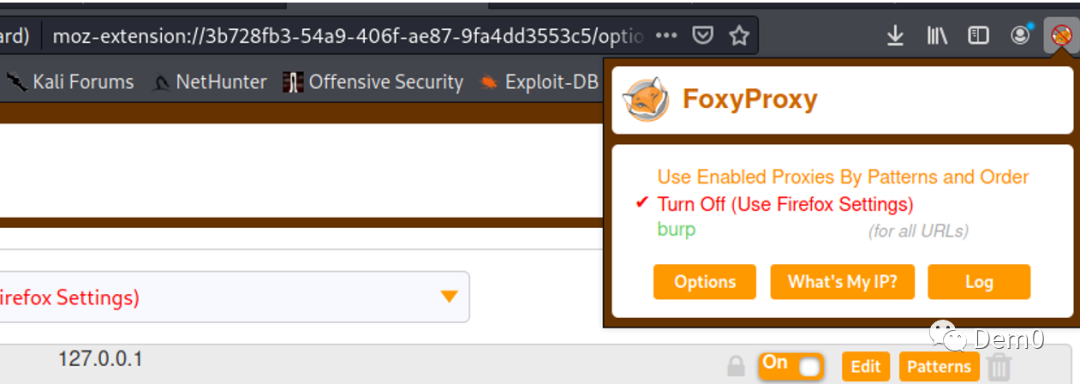 ard) moz-extension://3b728fb3-54a9-406f-ae87-9fa4dd3553c5/optio
Kali Forums NetHunter Offensive Security Exploit-DB
FoxyProxy
Use Enabled Proxies By Patterns and Order
✔ Turn Off (Use Firefox Settings)
burp (for all URLs)
Options What's My IP? Log
irefox Settings)
Dem0
127.0.0.1 On Edit Patterns